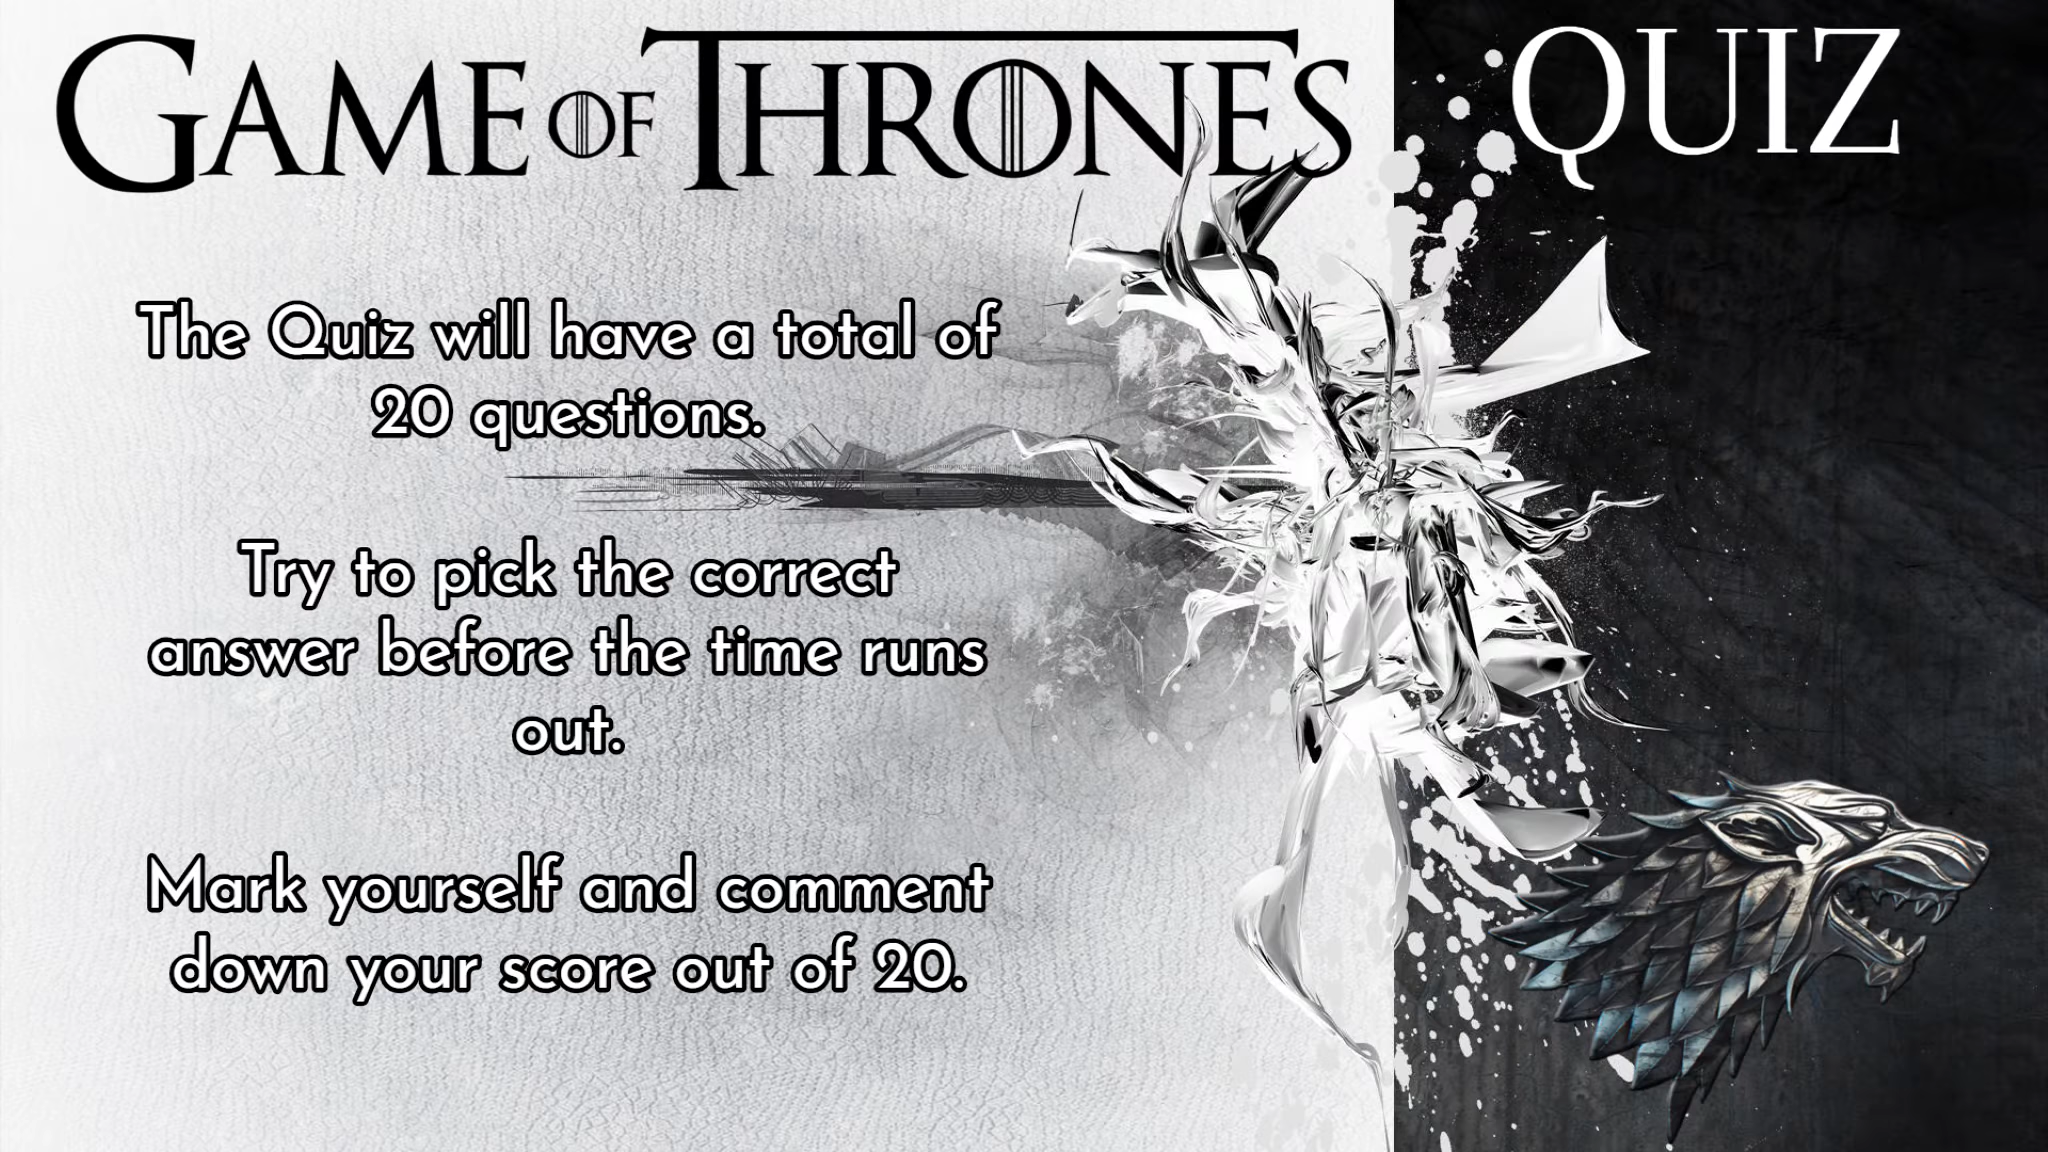 GAME OF THRONES QUIZ
The Quiz will have a total of
20 questions.
Try to pick the correct
answer before the time runs
out.
Mark yourself and comment
down your score out of 20.